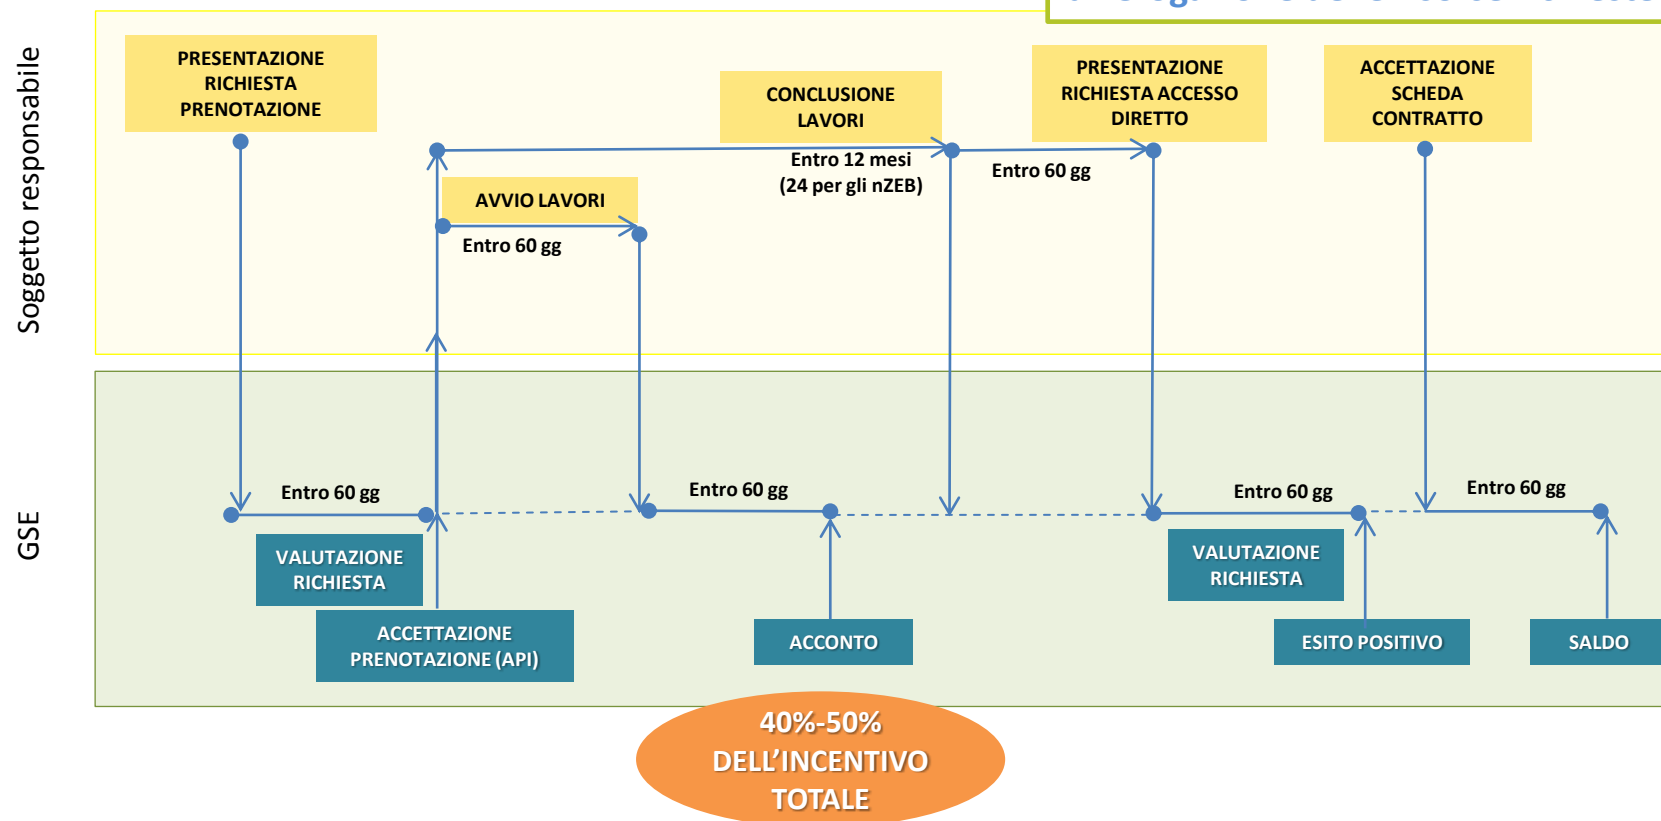 Soggetto responsabile
PRESENTAZIONE
RICHIESTA
PRENOTAZIONE
AVVIO LAVORI
Entro 60 gg
CONCLUSIONE
LAVORI
Entro 12 mesi
(24 per gli nZEB)
PRESENTAZIONE
RICHIESTA ACCESSO
DIRETTO
Entro 60 gg
ACCETTAZIONE
SCHEDA
CONTRATTO
GSE
Entro 60 gg
VALUTAZIONE
RICHIESTA
ACCETTAZIONE
PRENOTAZIONE (API)
Entro 60 gg
ACCONTO
Entro 60 gg
VALUTAZIONE
RICHIESTA
ESITO POSITIVO
Entro 60 gg
SALDO
40%-50%
DELL’INCENTIVO
TOTALE